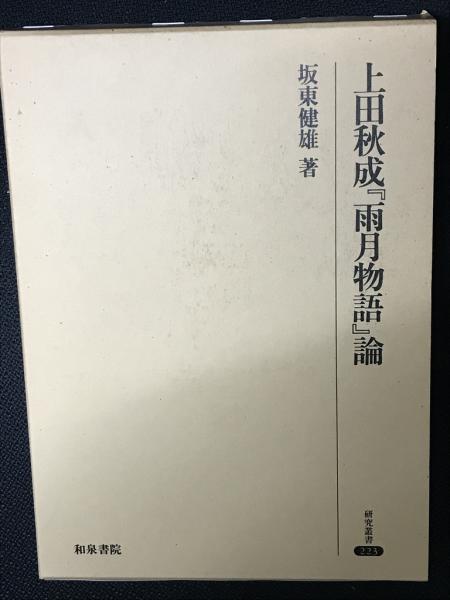 上田秋成『雨月物語』論
坂東健雄 著
研究叢書
223
和泉書院